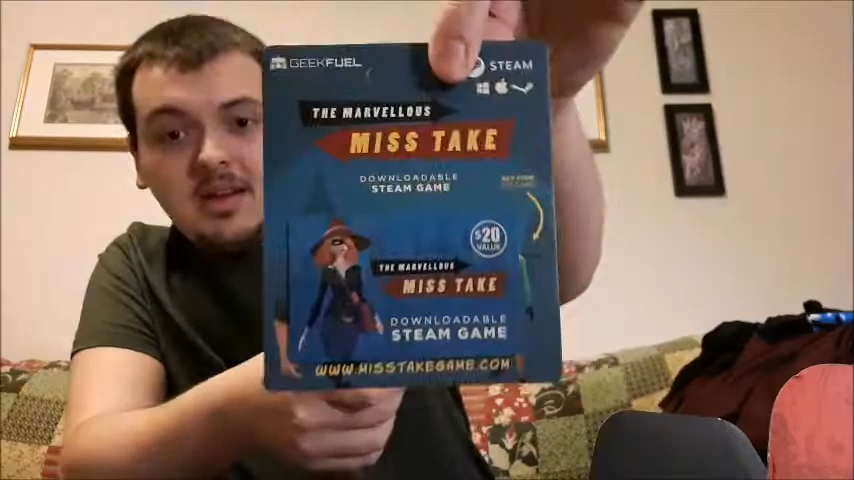 GEEKFUEL
STEAM
THE MARVELLOUS
MISS TAKE
DOWNLOADABLE
STEAM GAME
$20
VALUE
THE MARVELLOUS
MISS TAKE
DOWNLOADABLE
STEAM GAME
WWW.MISSTAKEGAME.COM